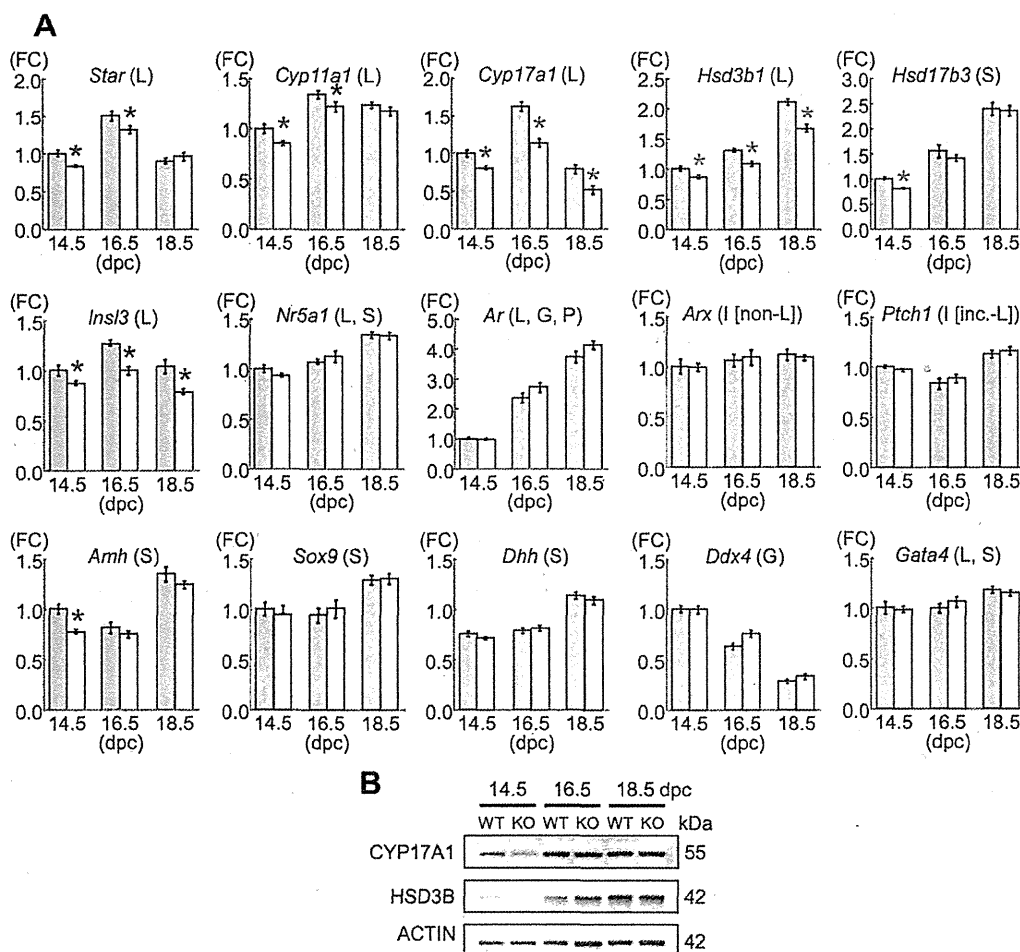 A
(FC) (FC) (FC) (FC) (FC)
Star (L) Cyp11a1 (L) Cyp17a1 (L) Hsd3b1 (L) Hsd17b3 (S)
2.0 1.5 1.0 0.5 0.0
* *
14.5 16.5 18.5
(dpc)
1.5 1.0 0.5 0.0
* *
14.5 16.5 18.5
(dpc)
2.0 1.5 1.0 0.5 0.0
* * *
14.5 16.5 18.5
(dpc)
2.5 2.0 1.5 1.0 0.5 0.0
* * *
14.5 16.5 18.5
(dpc)
3.0 2.5 2.0 1.5 1.0 0.0
*
14.5 16.5 18.5
(dpc)
(FC) (FC) (FC) (FC) (FC)
Insl3 (L) Nr5a1 (L, S) Ar (L, G, P) Arx (I [non-L]) Ptch1 (I [inc.-L])
1.5 1.0 0.5 0.0
* * *
14.5 16.5 18.5
(dpc)
1.5 1.0 0.5 0.0
14.5 16.5 18.5
(dpc)
5.0 4.0 3.0 2.0 1.0 0.0
14.5 16.5 18.5
(dpc)
1.5 1.0 0.5 0.0
14.5 16.5 18.5
(dpc)
1.5 1.0 0.5 0.0
14.5 16.5 18.5
(dpc)
(FC) (FC) (FC) (FC) (FC)
Amh (S) Sox9 (S) Dhh (S) Ddx4 (G) Gata4 (L, S)
1.5 1.0 0.5 0.0
*
14.5 16.5 18.5
(dpc)
1.5 1.0 0.5 0.0
14.5 16.5 18.5
(dpc)
1.5 1.0 0.5 0.0
14.5 16.5 18.5
(dpc)
1.5 1.0 0.5 0.0
14.5 16.5 18.5
(dpc)
1.5 1.0 0.5 0.0
14.5 16.5 18.5
(dpc)
B
14.5 16.5 18.5 dpc
WT KO WT KO WT KO kDa
CYP17A1 55
HSD3B 42
ACTIN 42